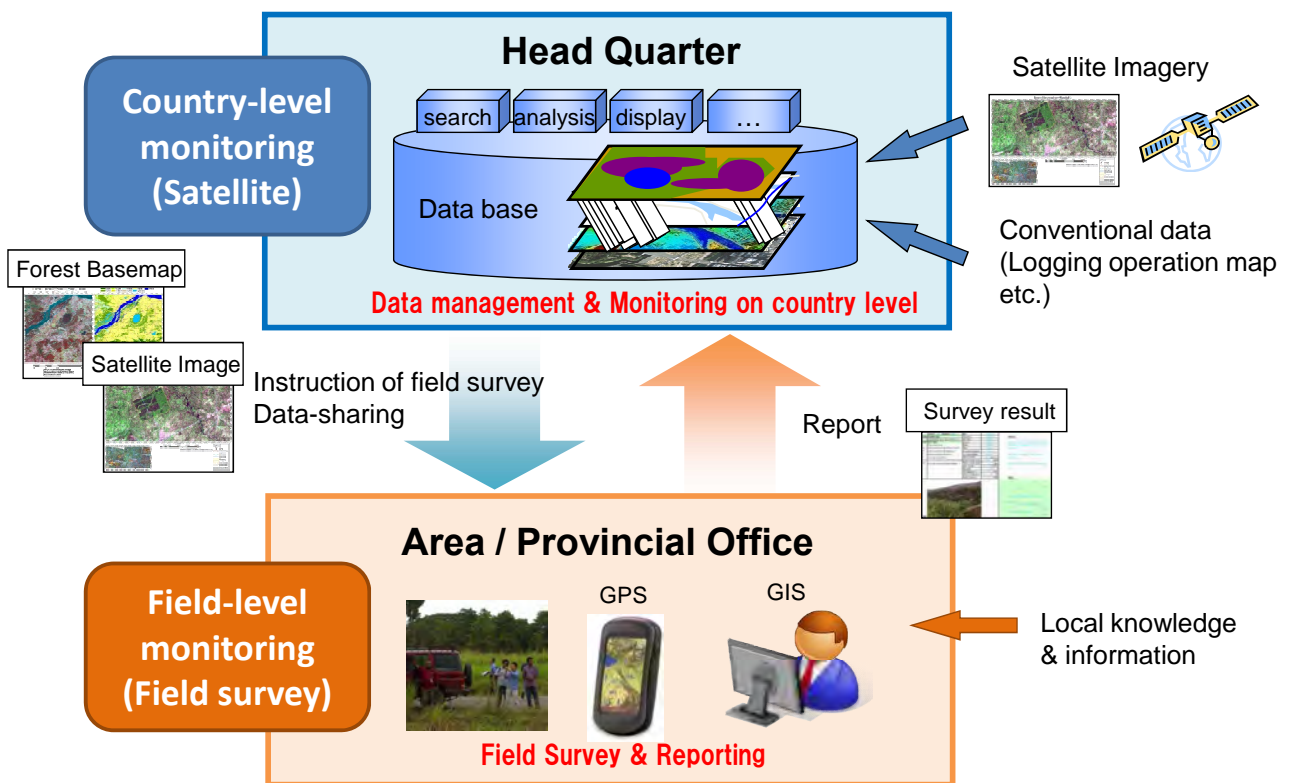 Head Quarter
Country-level
monitoring
(Satellite)
search
analysis
display
...
Data base
Data management & Monitoring on country level
Satellite Imagery
Conventional data
(Logging operation map
etc.)
Forest Basemap
Satellite Image
Instruction of field survey
Data-sharing
Report
Survey result
Area / Provincial Office
Field-level
monitoring
(Field survey)
GPS
GIS
Field Survey & Reporting
Local knowledge
& information